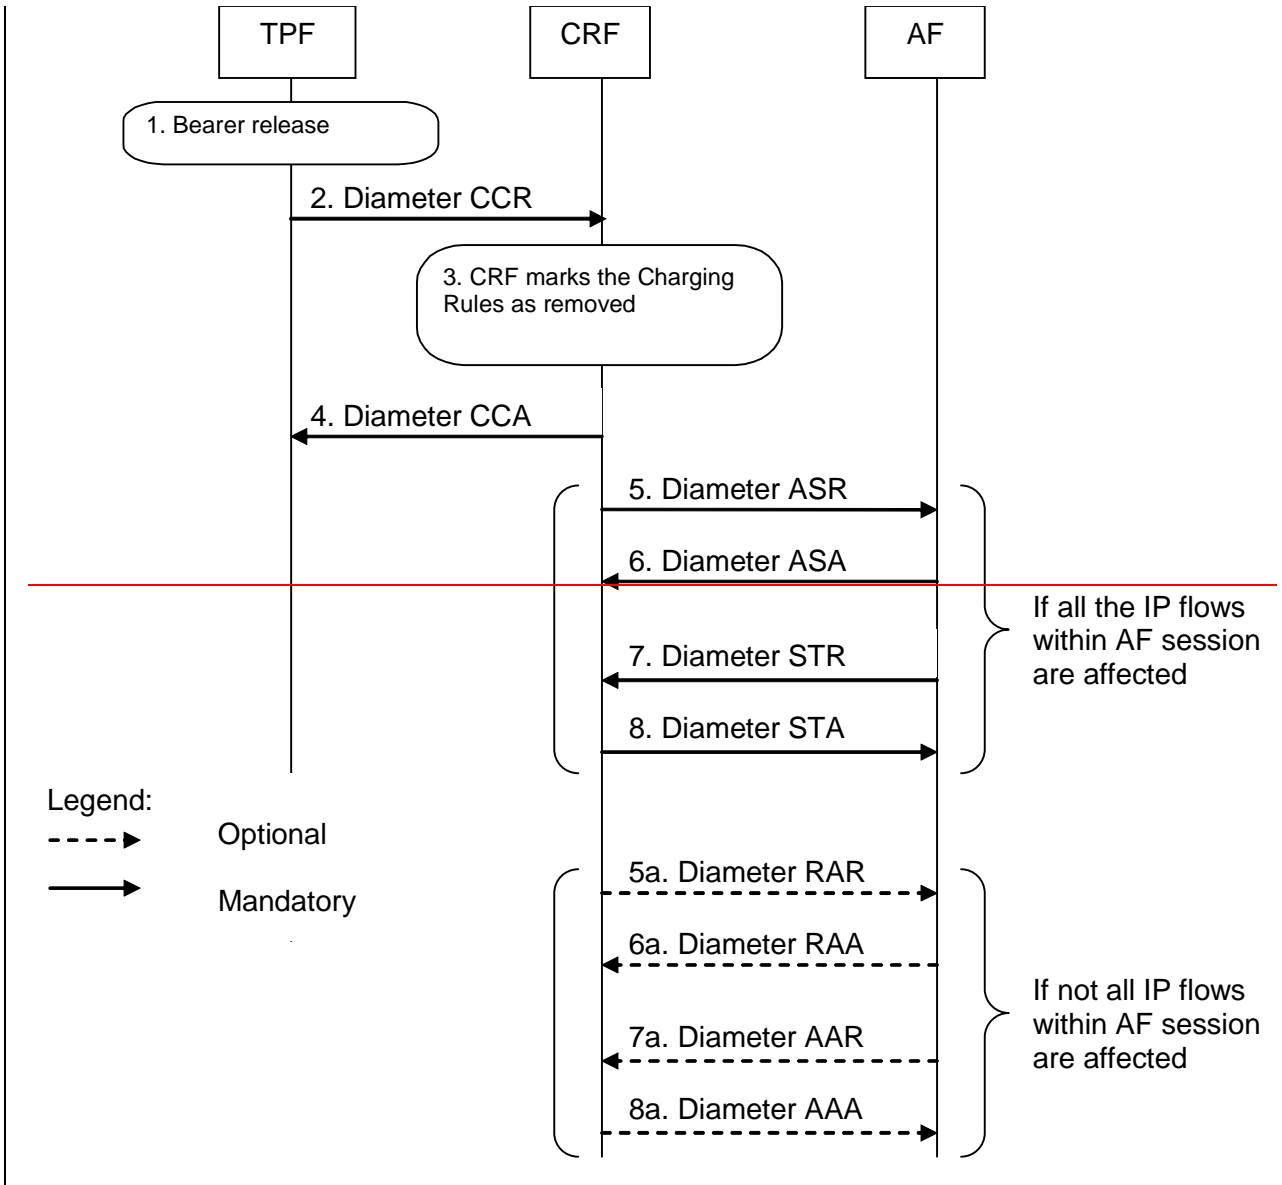 TPF
CRF
AF
1. Bearer release
2. Diameter CCR
3. CRF marks the Charging
Rules as removed
4. Diameter CCA
5. Diameter ASR
6. Diameter ASA
If all the IP flows
within AF session
are affected
7. Diameter STR
8. Diameter STA
Legend:
Optional
Mandatory
5a. Diameter RAR
6a. Diameter RAA
If not all IP flows
within AF session
are affected
7a. Diameter AAR
8a. Diameter AAA